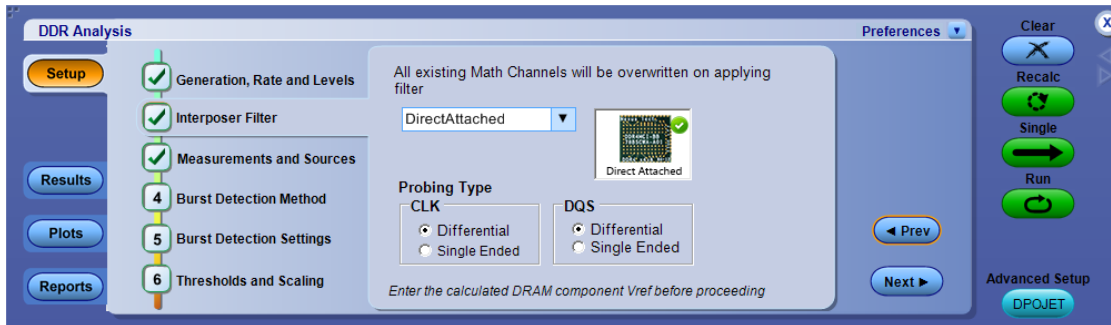 DDR Analysis
Preferences
Clear
X
Setup
Generation, Rate and Levels
Interposer Filter
Measurements and Sources
4 Burst Detection Method
5 Burst Detection Settings
6 Thresholds and Scaling
Results
Plots
Reports
All existing Math Channels will be overwritten on applying
filter
DirectAttached
Direct Attached
Probing Type
CLK
Differential
Single Ended
DQS
Differential
Single Ended
Enter the calculated DRAM component Vref before proceeding
◄ Prev
Next ►
Recalc
Single
Run
Advanced Setup
DPOJET